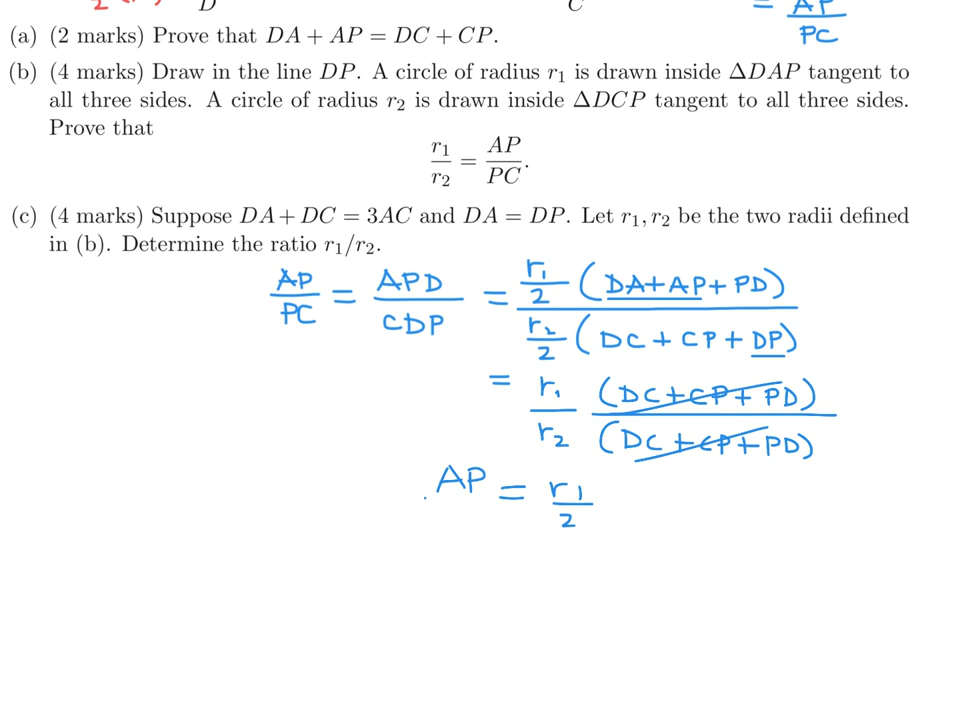 D C = AP/PC
(a) (2 marks) Prove that DA + AP = DC + CP.
(b) (4 marks) Draw in the line DP. A circle of radius r₁ is drawn inside ΔDAP tangent to
all three sides. A circle of radius r₂ is drawn inside ΔDCP tangent to all three sides.
Prove that
r₁/r₂ = AP/PC.
(c) (4 marks) Suppose DA + DC = 3AC and DA = DP. Let r₁, r₂ be the two radii defined
in (b). Determine the ratio r₁/r₂.
AP/PC = APD/CDP = r₁/2 (DA+AP+PD) / r₂/2 (DC+CP+DP)
= r₁/r₂ (DC+CP+PD)/(DC+CP+PD)
AP = r₁/2